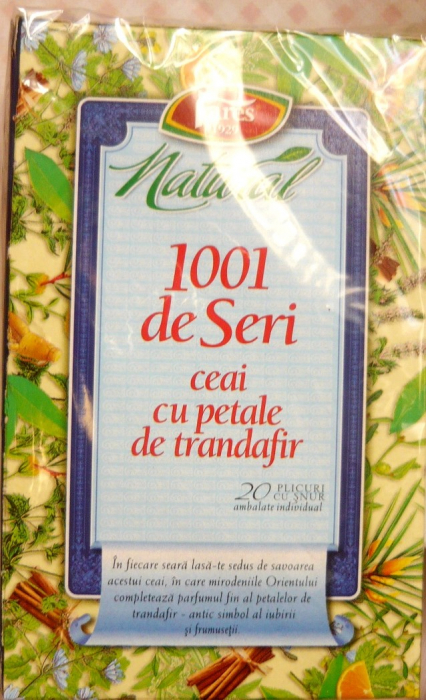 Fares
1929
Natural
1001
de Seri
ceai
cu petale
de trandafir
20 PLICURI
CU ȘNUR
ambalate individual
În fiecare seară lasă-te sedus de savoarea
acestui ceai, în care mirodeniile Orientului
completează parfumul fin al petalelor de
trandafir - antic simbol al iubirii
și frumuseții.